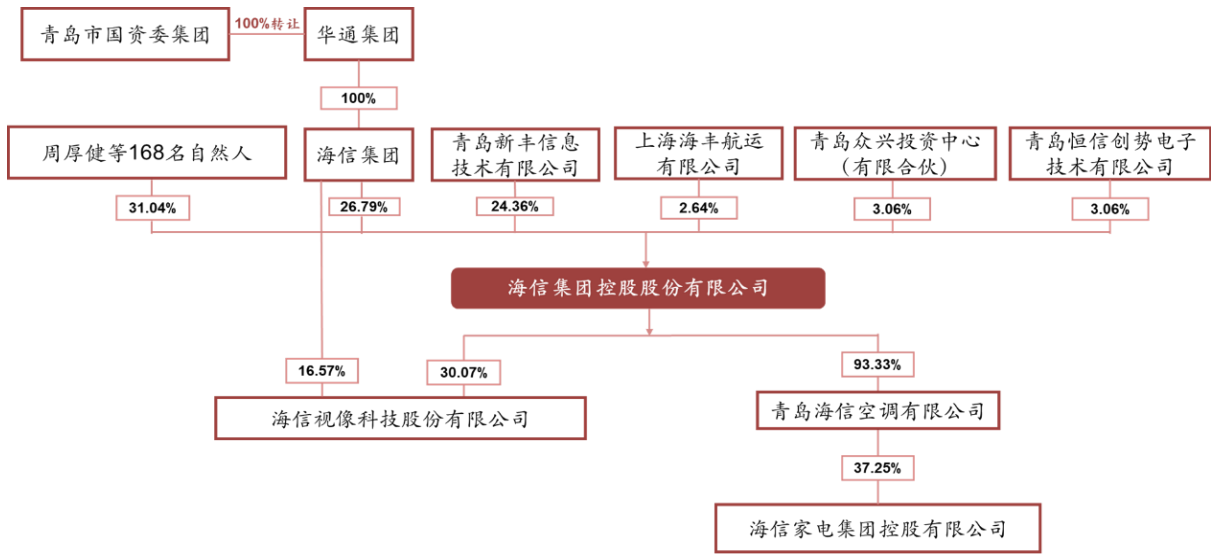 青岛市国资委集团
100%转让
华通集团
100%
周厚健等168名自然人
海信集团
青岛新丰信息
技术有限公司
上海海丰航运
有限公司
青岛众兴投资中心
(有限合伙)
青岛恒信创势电子
技术有限公司
31.04%
26.79%
24.36%
2.64%
3.06%
3.06%
海信集团控股股份有限公司
16.57%
30.07%
93.33%
海信视像科技股份有限公司
青岛海信空调有限公司
37.25%
海信家电集团控股有限公司